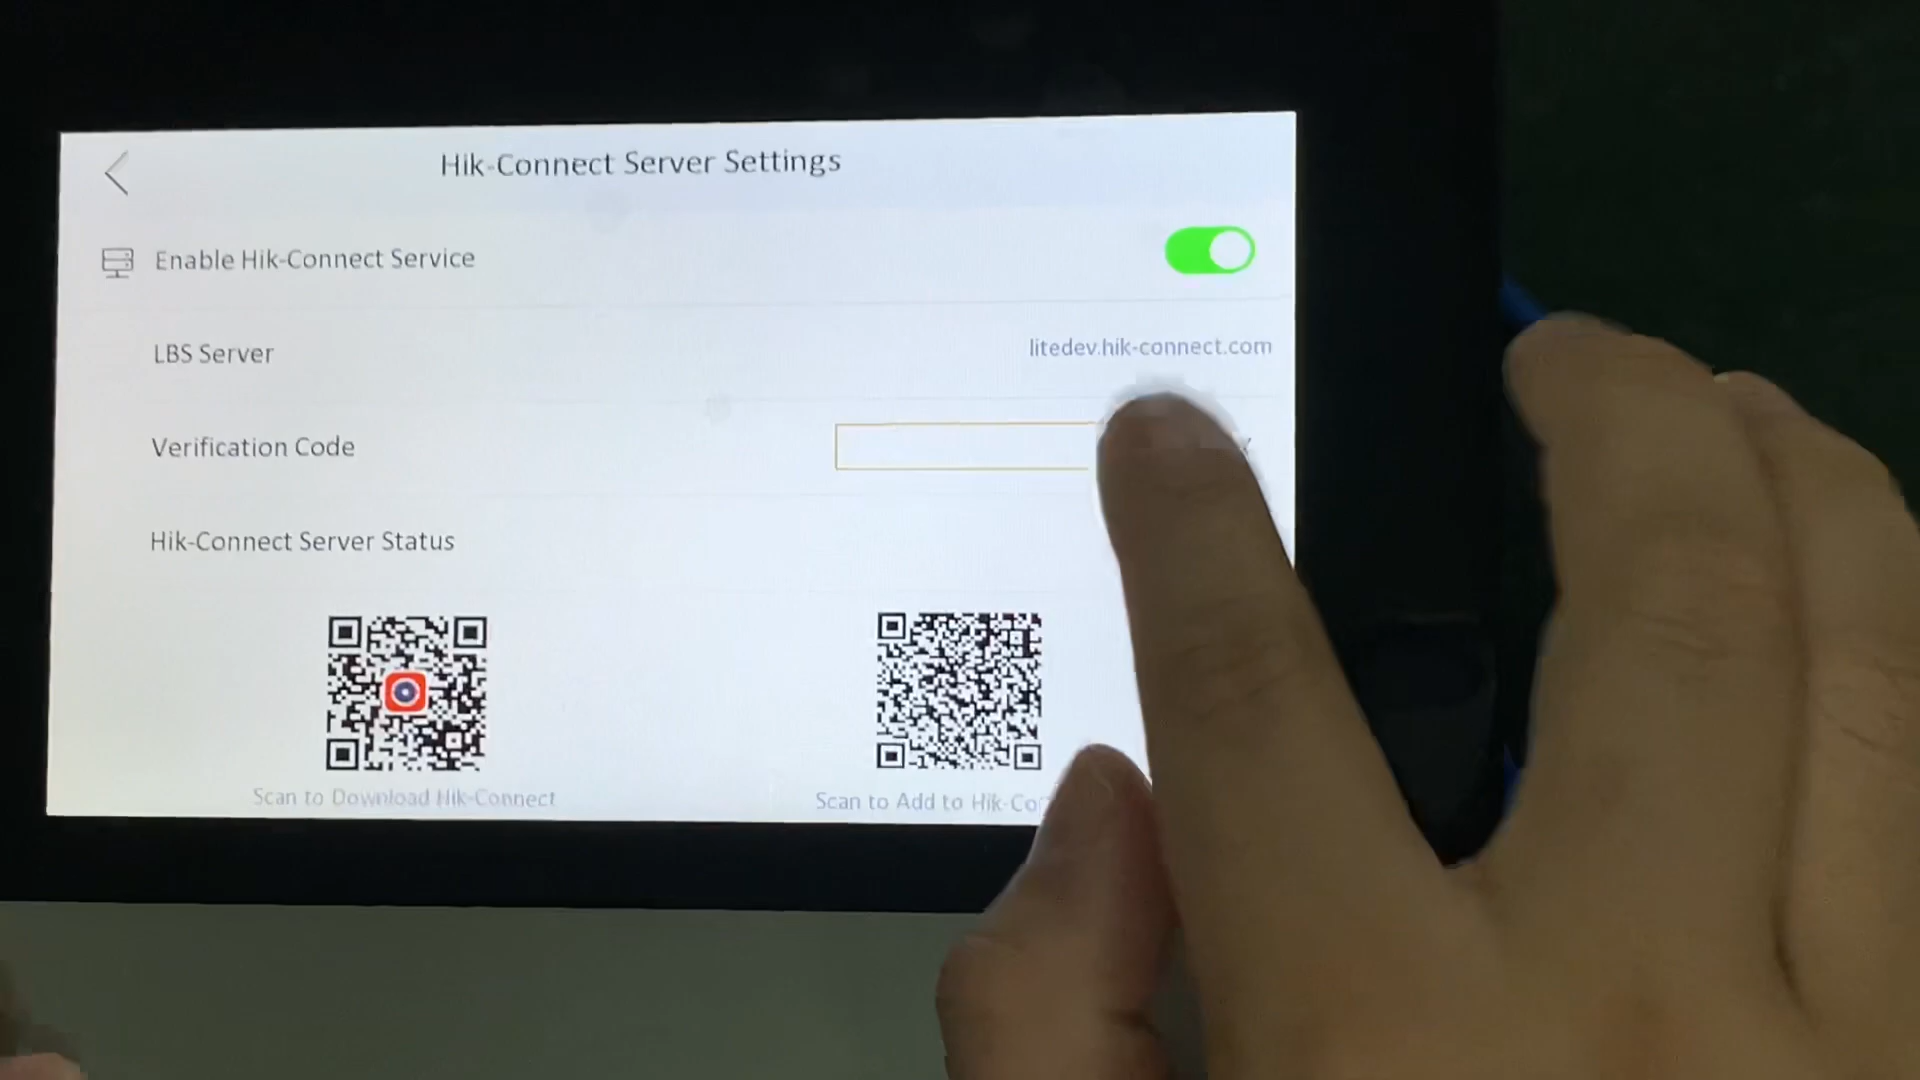 Hik-Connect Server Settings
Enable Hik-Connect Service
LBS Server
litedev.hik-connect.com
Verification Code
Hik-Connect Server Status
Scan to Download Hik-Connect
Scan to Add to